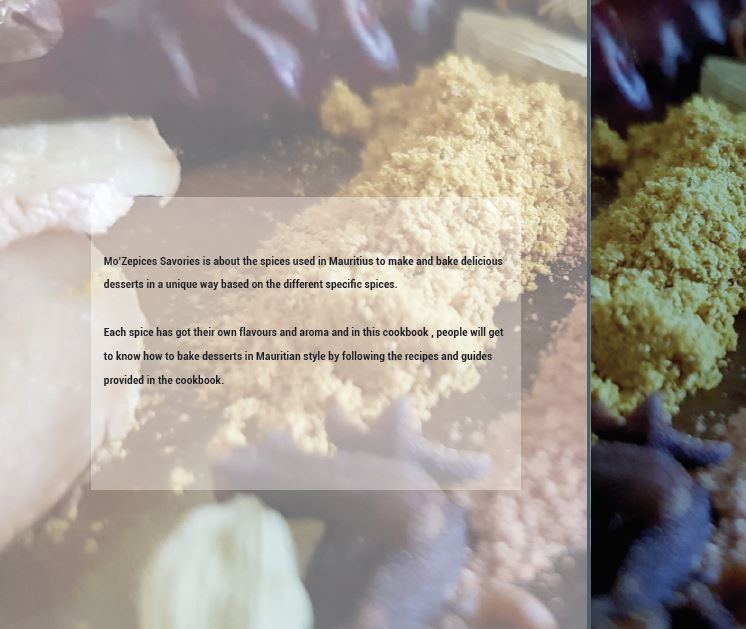 Mo'Zepices Savories is about the spices used in Mauritius to make and bake delicious
desserts in a unique way based on the different specific spices.
Each spice has got their own flavours and aroma and in this cookbook , people will get
to know how to bake desserts in Mauritian style by following the recipes and guides
provided in the cookbook.